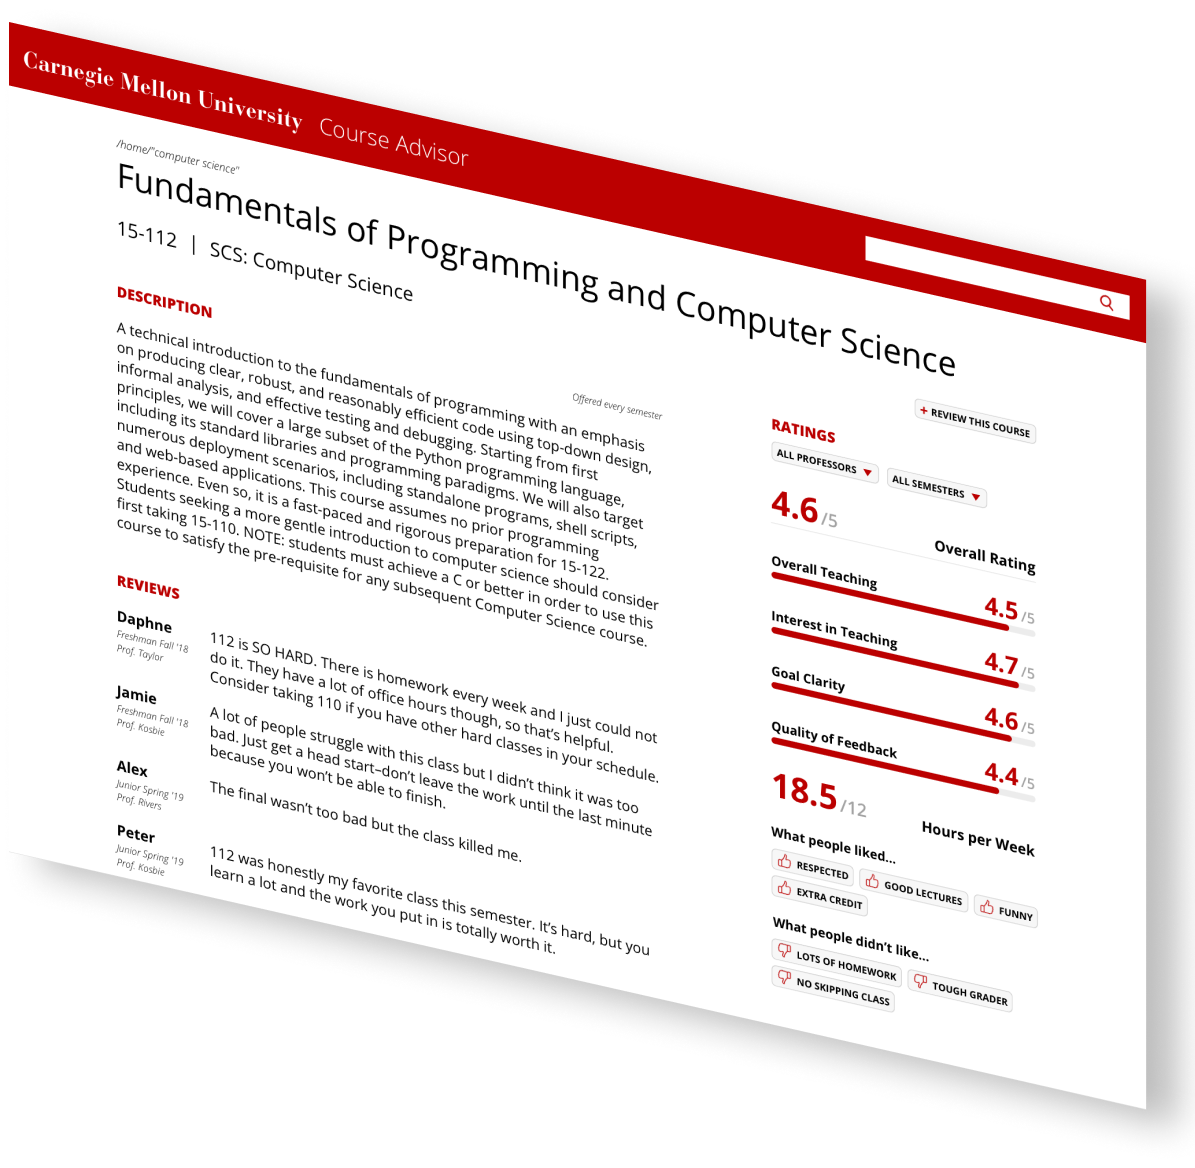 Carnegie Mellon University Course Advisor
/home/"computer science"
Fundamentals of Programming and Computer Science
15-112 | SCS: Computer Science
DESCRIPTION
Offered every semester
A technical introduction to the fundamentals of programming with an emphasis
on producing clear, robust, and reasonably efficient code using top-down design,
informal analysis, and effective testing and debugging. Starting from first
principles, we will cover a large subset of the Python programming language,
including its standard libraries and programming paradigms. We will also target
numerous deployment scenarios, including standalone programs, shell scripts,
and web-based applications. This course assumes no prior programming
experience. Even so, it is a fast-paced and rigorous preparation for 15-122.
Students seeking a more gentle introduction to computer science should consider
first taking 15-110. NOTE: students must achieve a C or better in order to use this
course to satisfy the pre-requisite for any subsequent Computer Science course.
REVIEWS
Daphne
Freshman Fall '18
Prof. Taylor
112 is SO HARD. There is homework every week and I just could not
do it. They have a lot of office hours though, so that's helpful.
Consider taking 110 if you have other hard classes in your schedule.
Jamie
Freshman Fall '18
Prof. Kosbie
A lot of people struggle with this class but I didn't think it was too
bad. Just get a head start–don't leave the work until the last minute
because you won't be able to finish.
Alex
Junior Spring '19
Prof. Rivers
The final wasn't too bad but the class killed me.
Peter
Junior Spring '19
Prof. Kosbie
112 was honestly my favorite class this semester. It's hard, but you
learn a lot and the work you put in is totally worth it.
+ REVIEW THIS COURSE
RATINGS
ALL PROFESSORS
ALL SEMESTERS
4.6/5
Overall Rating
Overall Teaching
4.5/5
Interest in Teaching
4.7/5
Goal Clarity
4.6/5
Quality of Feedback
4.4/5
18.5/12
Hours per Week
What people liked...
RESPECTED
GOOD LECTURES
FUNNY
EXTRA CREDIT
What people didn't like...
LOTS OF HOMEWORK
TOUGH GRADER
NO SKIPPING CLASS